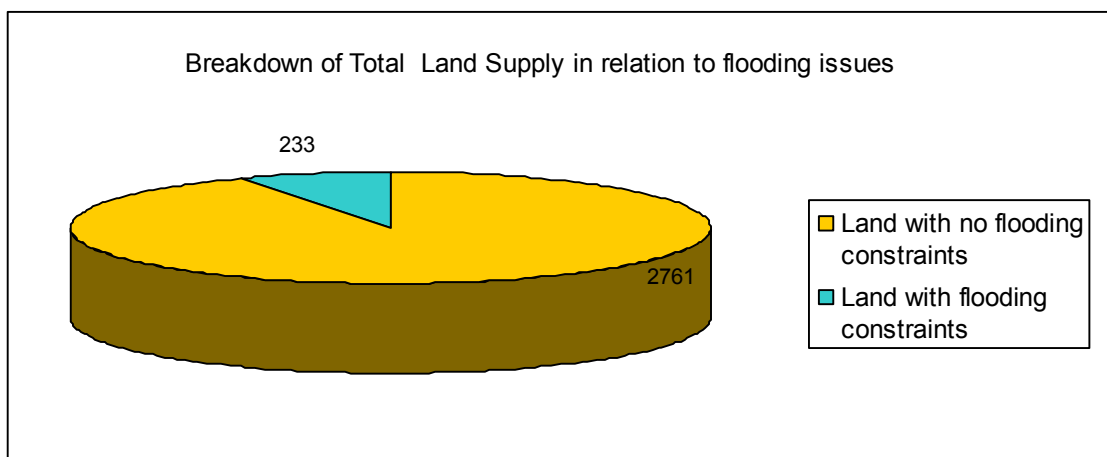 Breakdown of Total Land Supply in relation to flooding issues
233
2761
Land with no flooding
constraints
Land with flooding
constraints